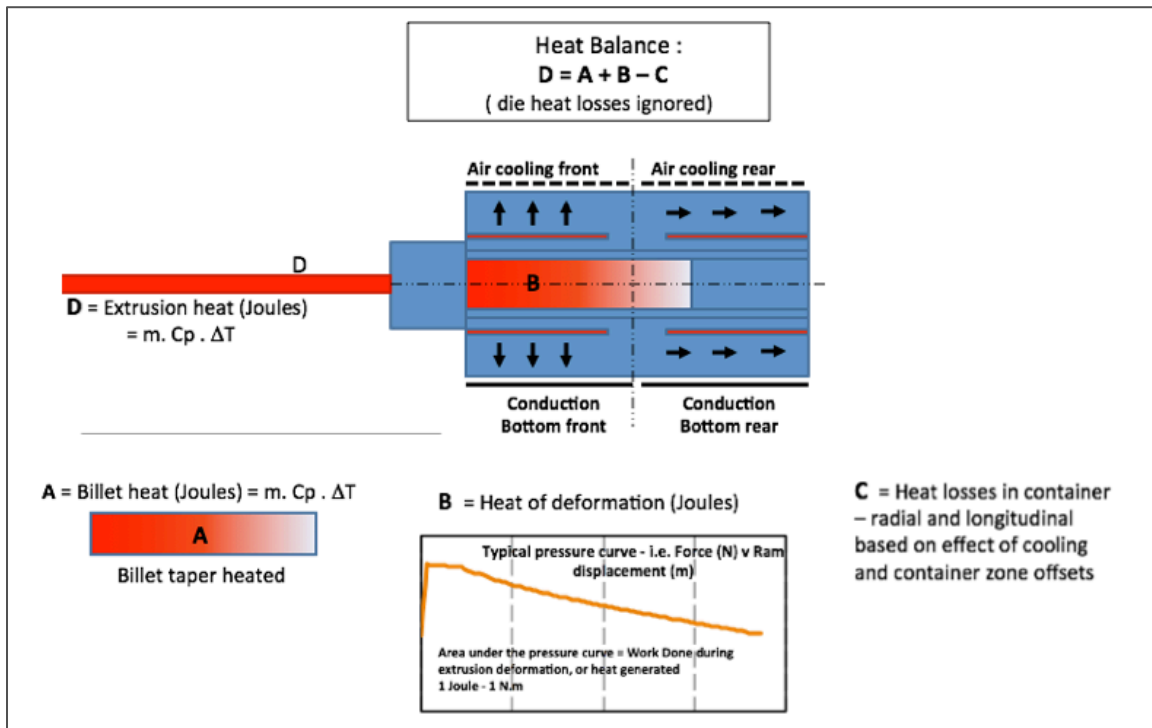 Heat Balance :
D = A + B – C
( die heat losses ignored)
Air cooling front
Air cooling rear
D
B
D = Extrusion heat (Joules)
= m. Cp . ΔT
Conduction
Bottom front
Conduction
Bottom rear
A = Billet heat (Joules) = m. Cp . ΔT
A
Billet taper heated
B = Heat of deformation (Joules)
Typical pressure curve - i.e. Force (N) v Ram
displacement (m)
Area under the pressure curve = Work Done during
extrusion deformation, or heat generated
1 Joule - 1 N.m
C = Heat losses in container
– radial and longitudinal
based on effect of cooling
and container zone offsets